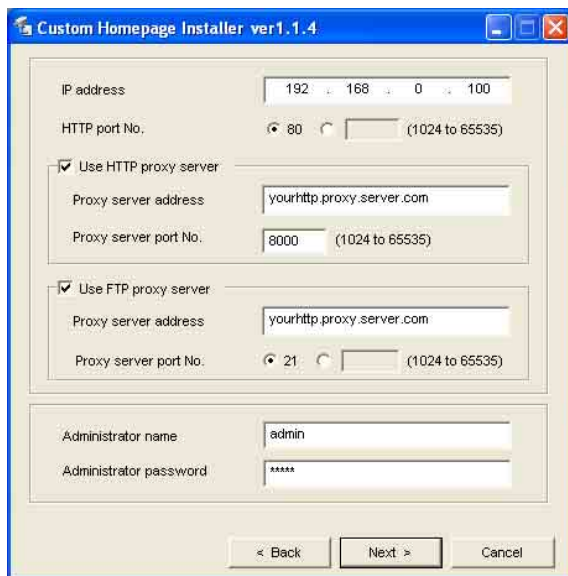 Custom Homepage Installer ver1.1.4
IP address 192 . 168 . 0 . 100
HTTP port No. 80 (1024 to 65535)
Use HTTP proxy server
Proxy server address yourhttp.proxy.server.com
Proxy server port No. 8000 (1024 to 65535)
Use FTP proxy server
Proxy server address yourhttp.proxy.server.com
Proxy server port No. 21 (1024 to 65535)
Administrator name admin
Administrator password *****
< Back Next > Cancel